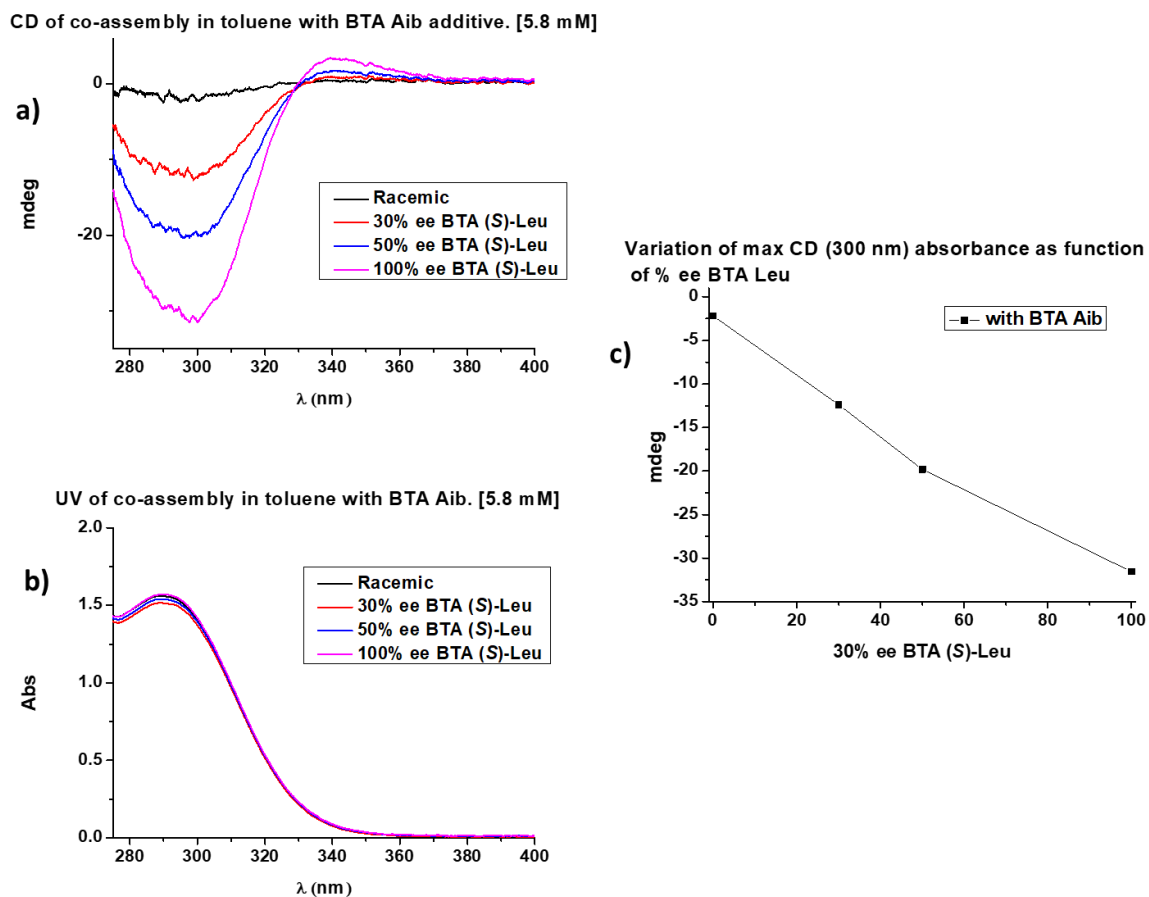 CD of co-assembly in toluene with BTA Aib additive. [5.8 mM]
a)
0
-20
mdeg
Racemic
30% ee BTA (S)-Leu
50% ee BTA (S)-Leu
100% ee BTA (S)-Leu
280 300 320 340 360 380 400
λ (nm)
UV of co-assembly in toluene with BTA Aib. [5.8 mM]
b)
2.0
1.5
1.0
0.5
0.0
Abs
Racemic
30% ee BTA (S)-Leu
50% ee BTA (S)-Leu
100% ee BTA (S)-Leu
280 300 320 340 360 380 400
λ (nm)
Variation of max CD (300 nm) absorbance as function
of % ee BTA Leu
c)
0
-5
-10
-15
-20
-25
-30
-35
mdeg
with BTA Aib
0 20 40 60 80 100
30% ee BTA (S)-Leu